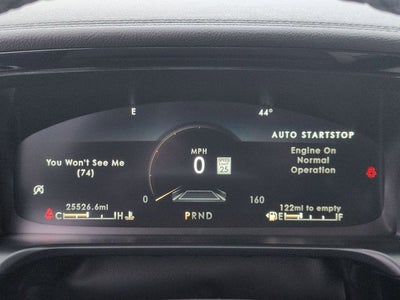 E 44°
AUTO STARTSTOP
MPH
Engine On
Normal
Operation
You Won't See Me
(74)
0
25
0 160
25526.6mi
122mi to empty
C H
PRND
E F